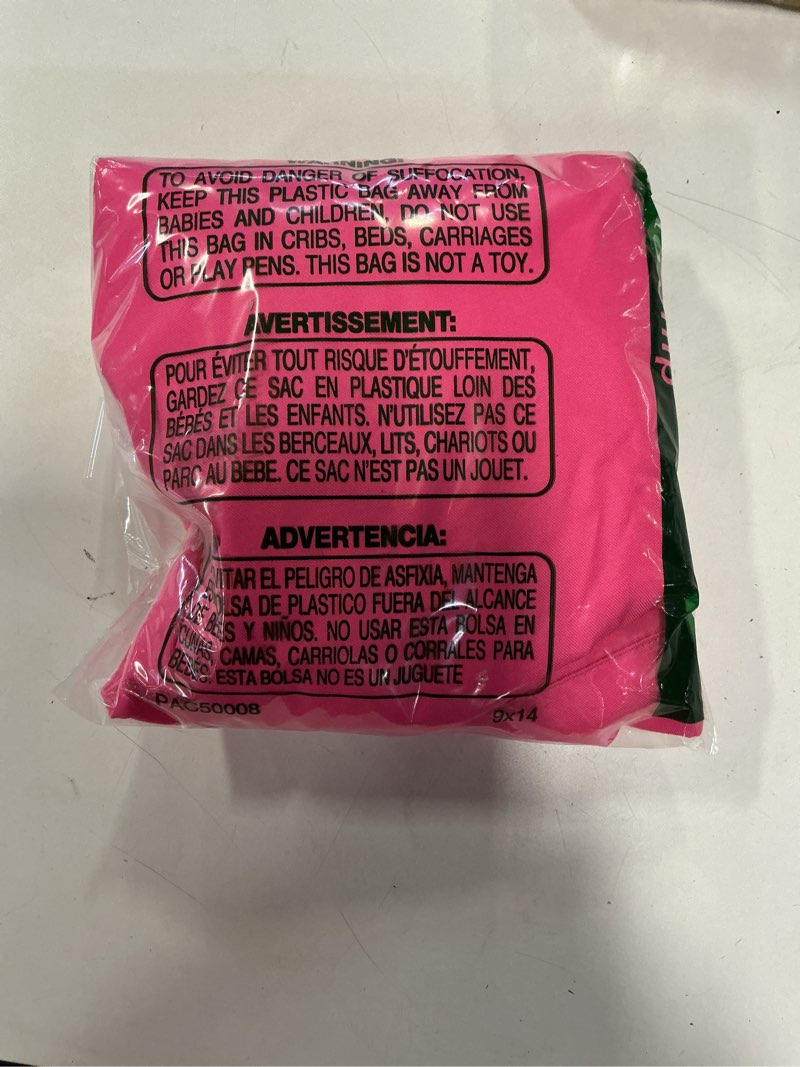 WARNING:
TO AVOID DANGER OF SUFFOCATION,
KEEP THIS PLASTIC BAG AWAY FROM
BABIES AND CHILDREN, DO NOT USE
THIS BAG IN CRIBS, BEDS, CARRIAGES
OR PLAY PENS. THIS BAG IS NOT A TOY.
AVERTISSEMENT:
POUR ÉVITER TOUT RISQUE D'ÉTOUFFEMENT,
GARDEZ CE SAC EN PLASTIQUE LOIN DES
BÉBÉS ET LES ENFANTS. N'UTILISEZ PAS CE
SAC DANS LES BERCEAUX, LITS, CHARIOTS OU
PARC AU BEBE. CE SAC N'EST PAS UN JOUET.
ADVERTENCIA:
EL PELIGRO DE ASFIXIA, MANTENGA
DE PLASTICO FUERA DEL ALCANCE
Y NIÑOS. NO USAR ESTA BOLSA EN
CAMAS, CARRIOLAS O CORRALES PARA
BEBES. ESTA BOLSA NO ES UN JUGUETE
PAC50008
9x14